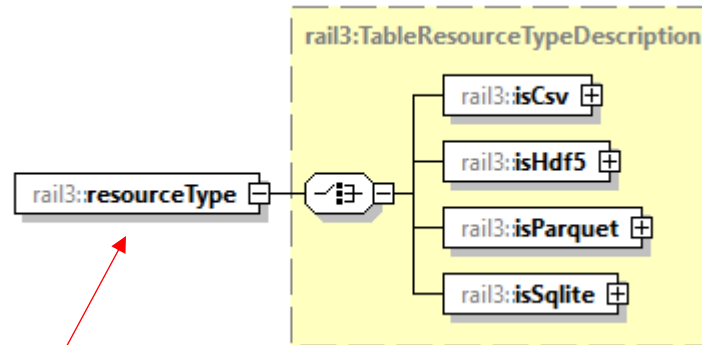 rail3:TableResourceTypeDescription
rail3::isCsv
rail3::isHdf5
rail3::resourceType
rail3::isParquet
rail3::isSqlite